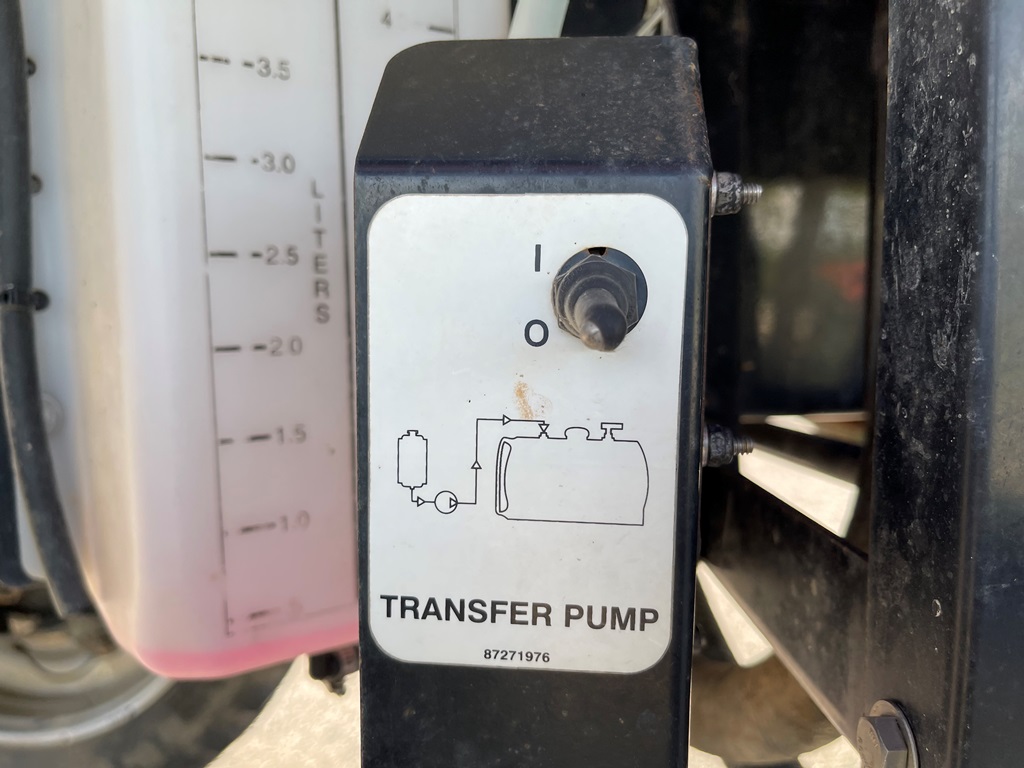 4
-3.5
-3.0
-2.5
-2.0
-1.5
-1.0
LITERS
I
O
TRANSFER PUMP
87271976